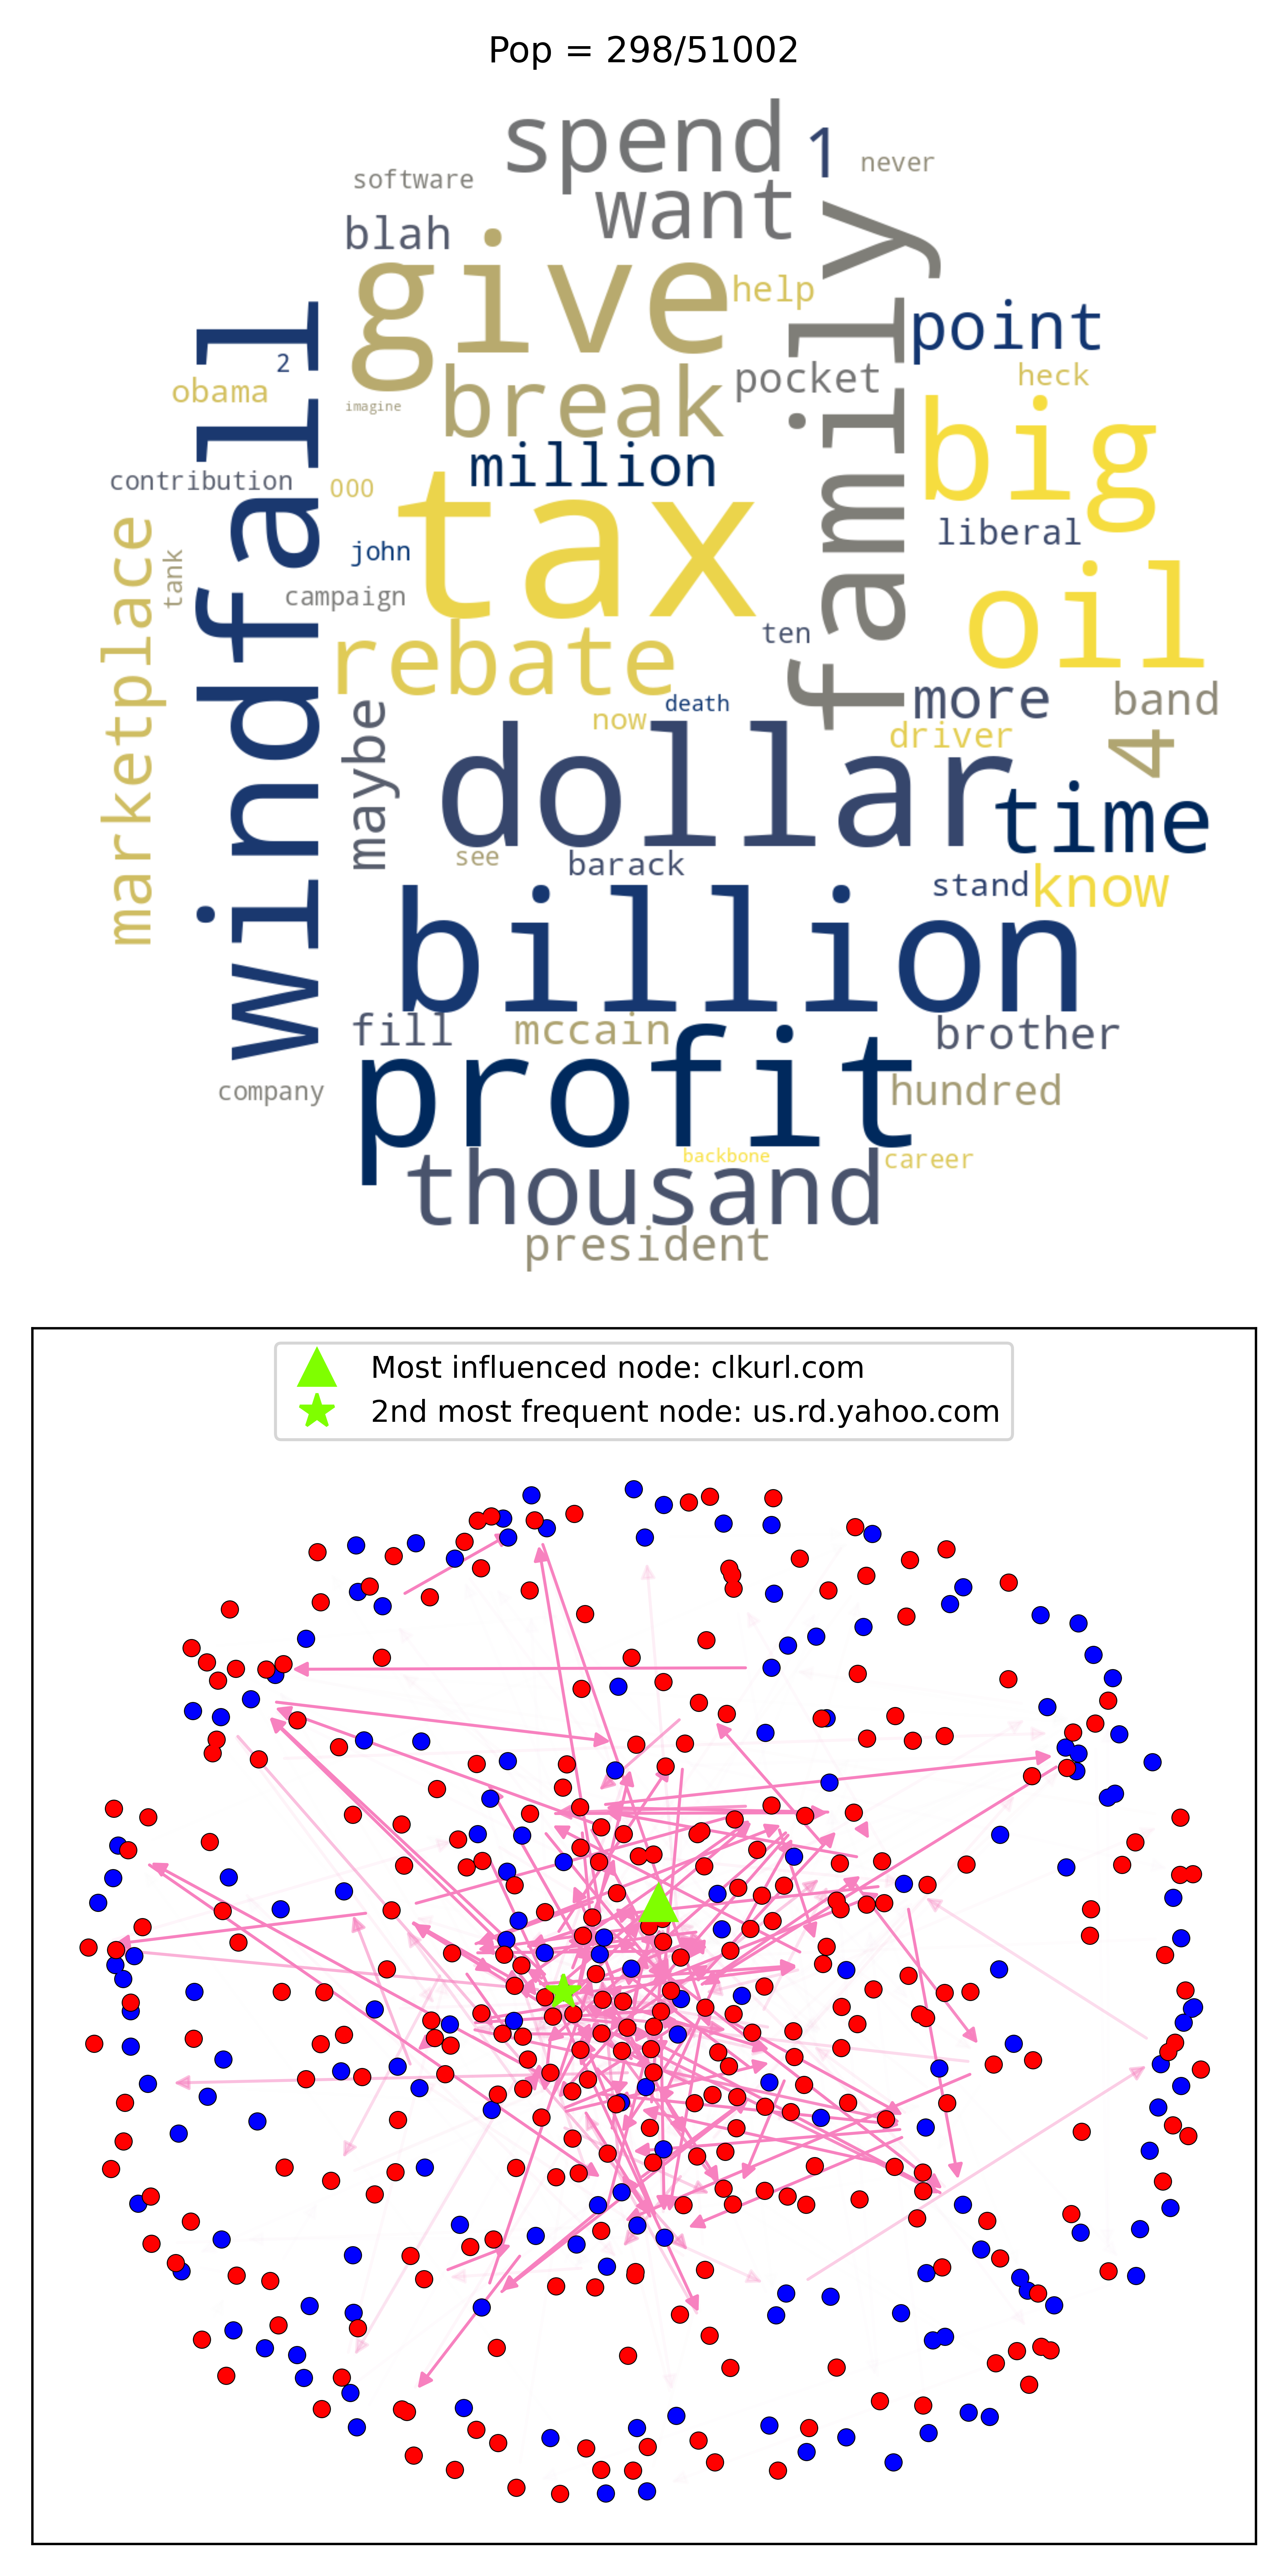 Pop = 298/51002
spend
1
never
software
want
blah
give
family
help
point
windfall
2
obama
imagine
break
pocket
heck
big
million
contribution
000
tax
liberal
marketplace
tank
john
campaign
oil
rebate
ten
more
band
maybe
now
death
driver
4
dollar
time
see
barack
stand
know
billion
fill
mccain
brother
profit
company
hundred
backbone
career
thousand
president
Most influenced node: clkurl.com
2nd most frequent node: us.rd.yahoo.com